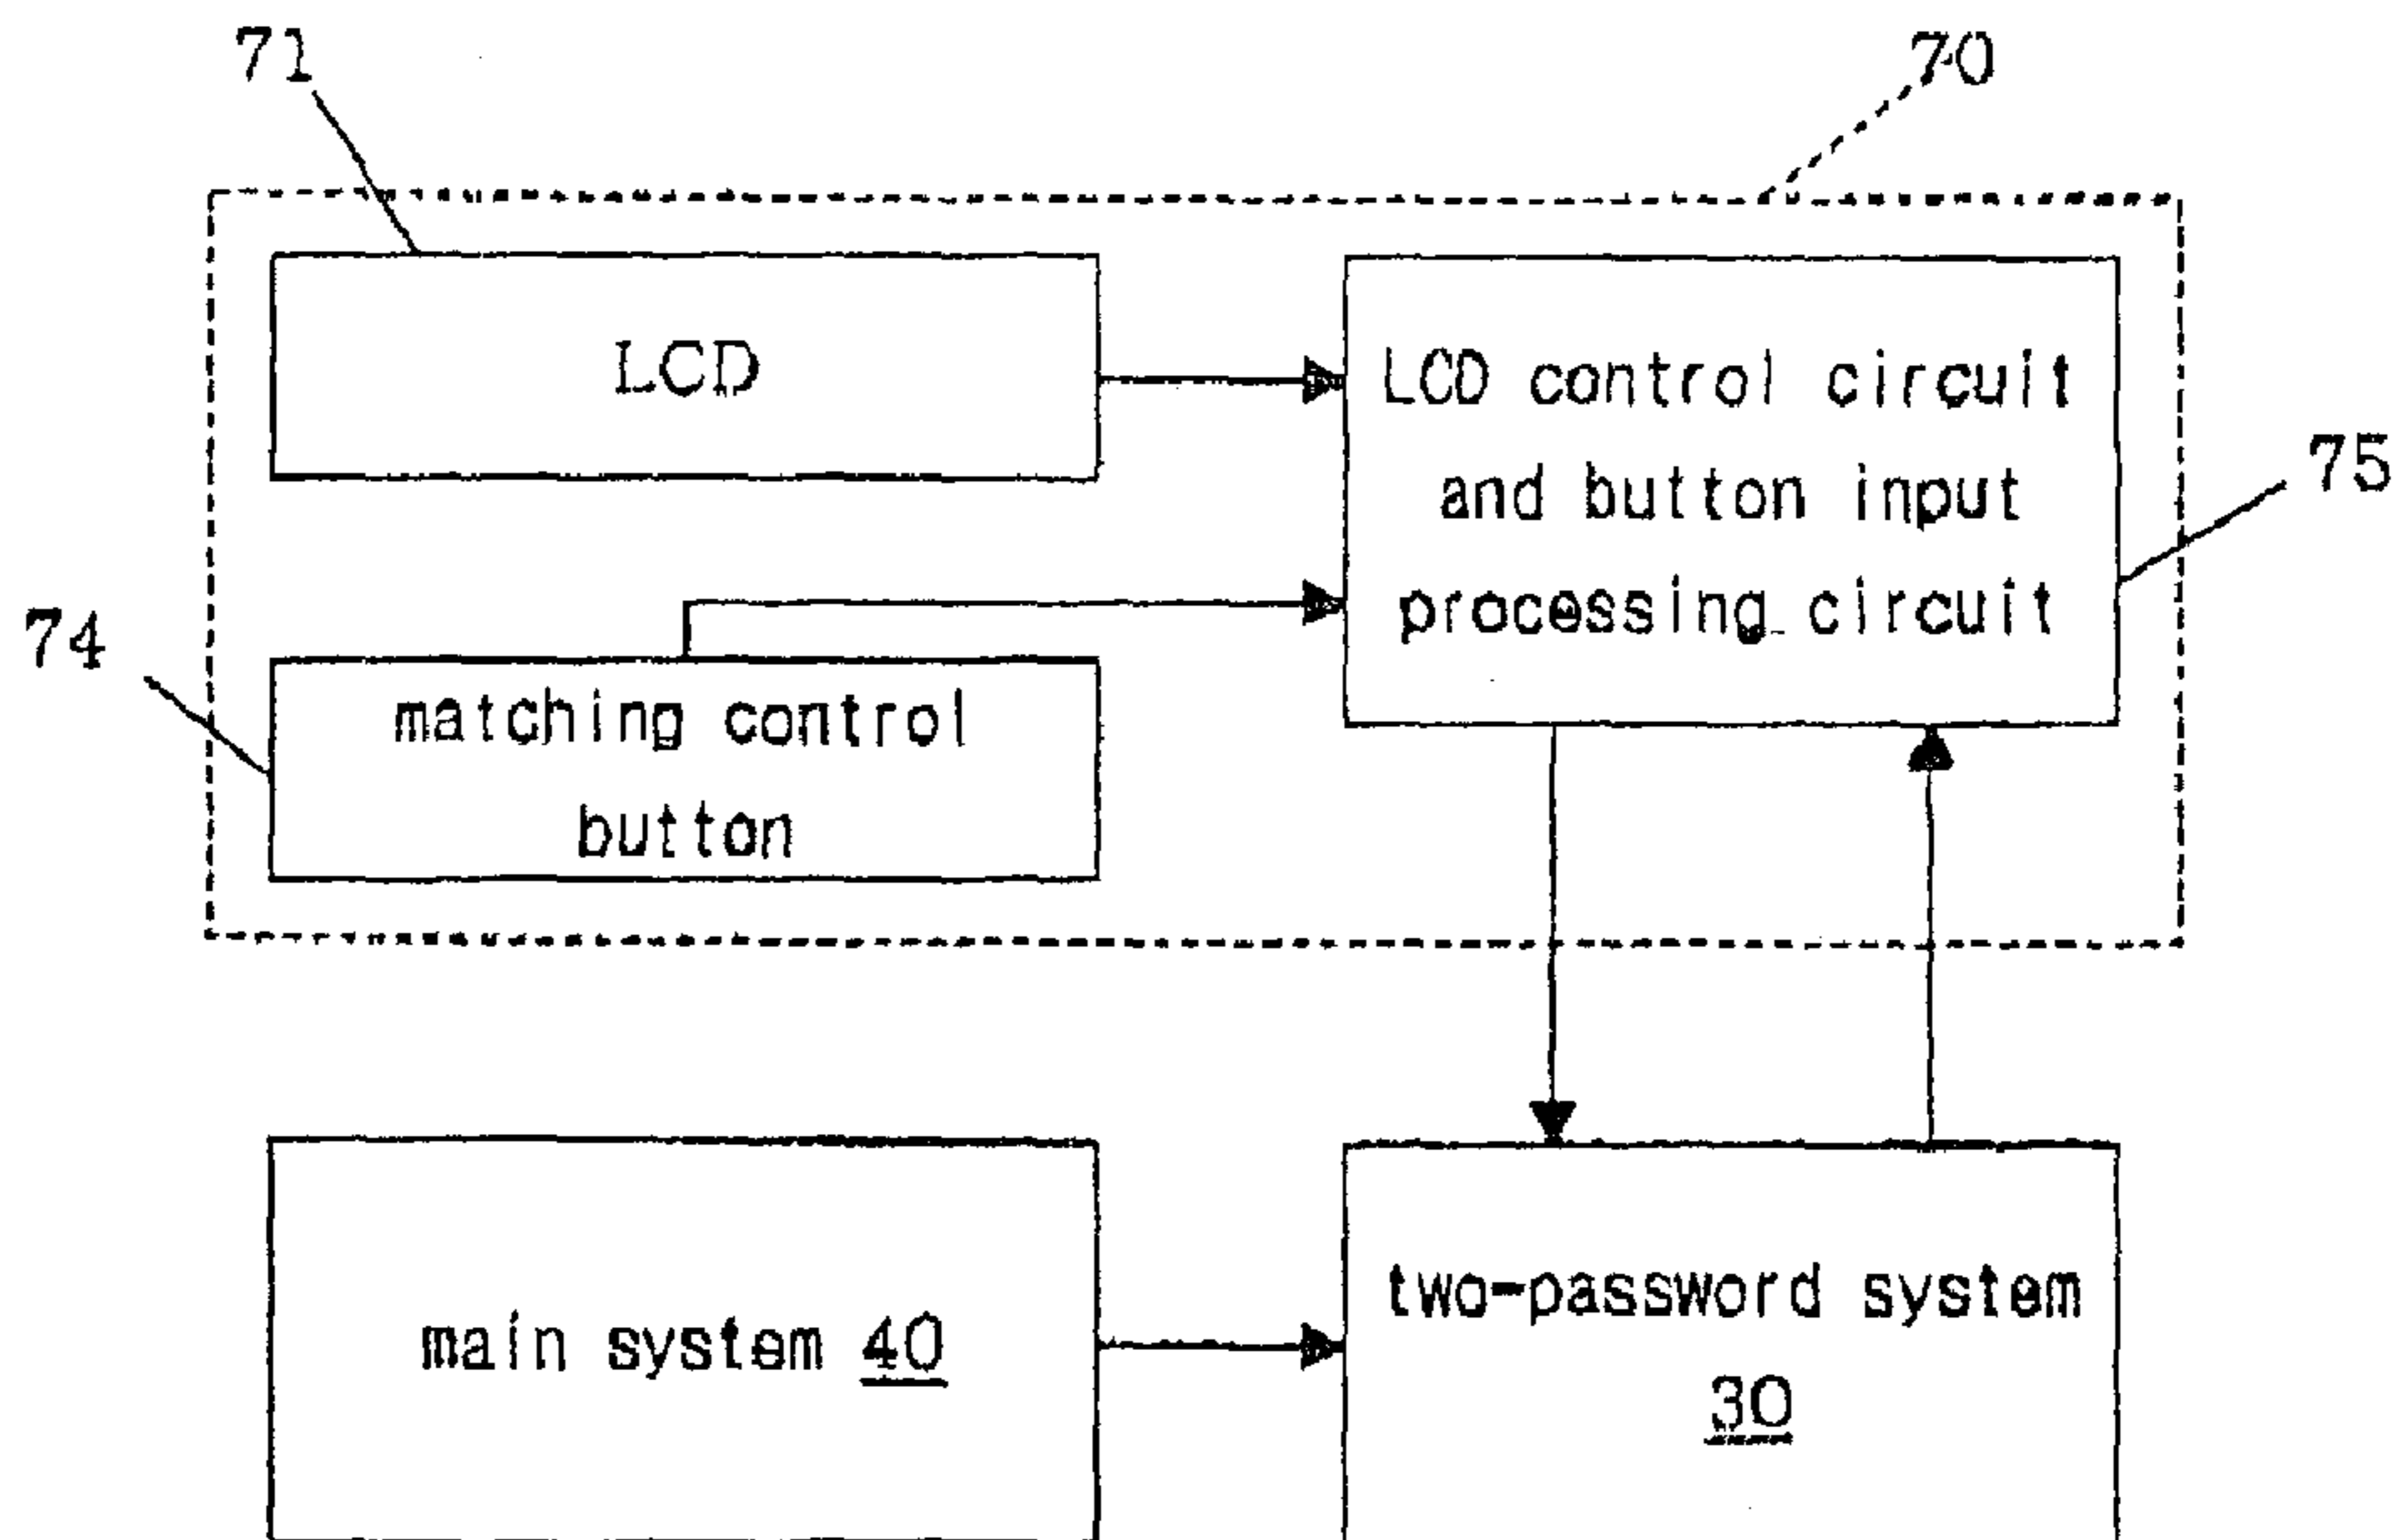 71
70
LCD
LCD control circuit
and button input
processing circuit
75
74
matching control
button
main system 40
two-password system
30